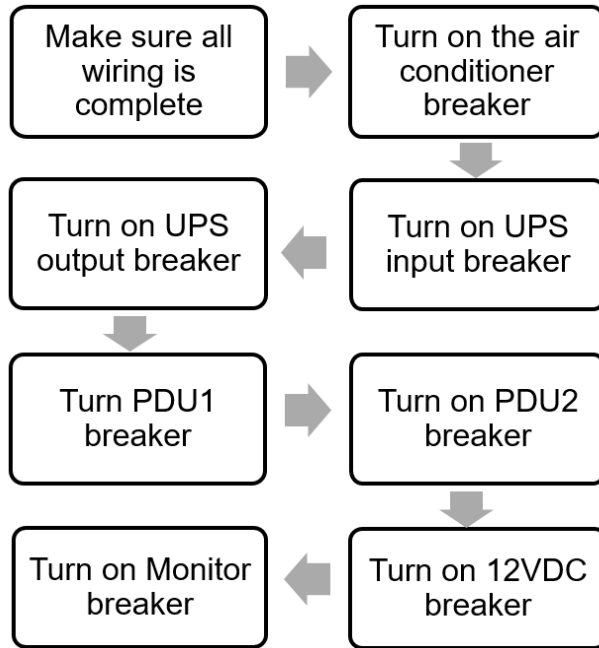 Make sure all
wiring is
complete
Turn on the air
conditioner
breaker
Turn on UPS
input breaker
Turn on UPS
output breaker
Turn PDU1
breaker
Turn on PDU2
breaker
Turn on 12VDC
breaker
Turn on Monitor
breaker